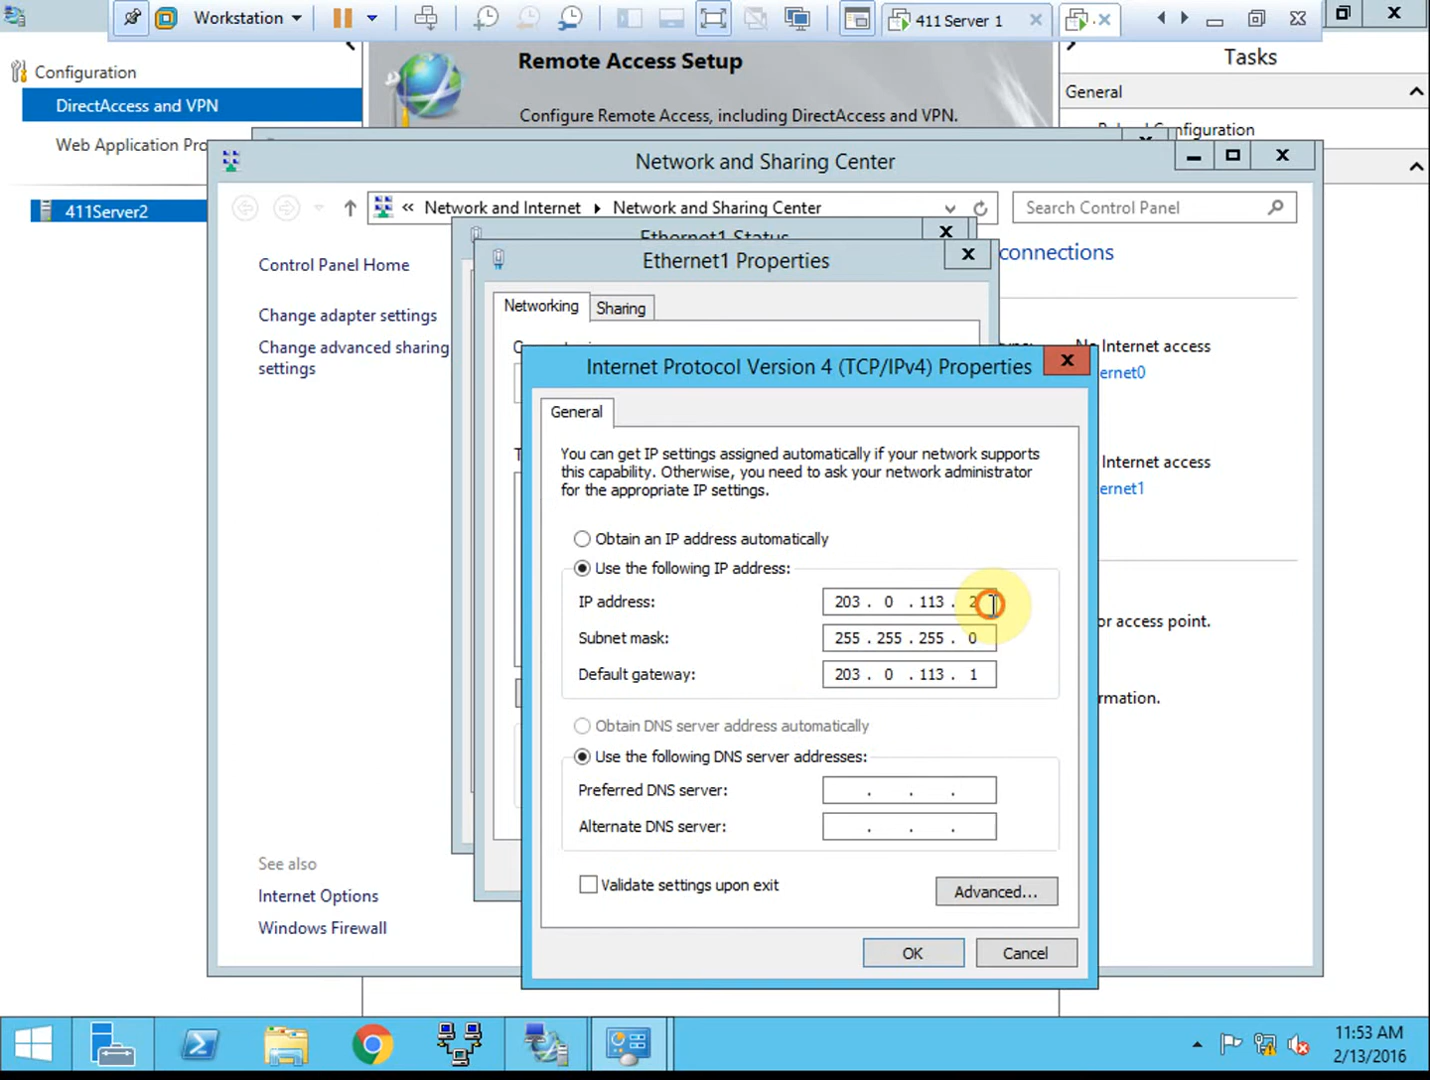 Workstation
411 Server 1
Configuration
DirectAccess and VPN
Web Application Pro
411Server2
Remote Access Setup
Configure Remote Access, including DirectAccess and VPN.
Tasks
General
Configuration
Network and Sharing Center
« Network and Internet
Network and Sharing Center
Search Control Panel
Control Panel Home
Change adapter settings
Change advanced sharing
settings
See also
Internet Options
Windows Firewall
connections
No Internet access
ernet0
Internet access
ernet1
or access point.
rmation.
Ethernet1 Status
Ethernet1 Properties
Networking
Sharing
Internet Protocol Version 4 (TCP/IPv4) Properties
General
You can get IP settings assigned automatically if your network supports
this capability. Otherwise, you need to ask your network administrator
for the appropriate IP settings.
Obtain an IP address automatically
Use the following IP address:
IP address: 203 . 0 . 113 . 2
Subnet mask: 255 . 255 . 255 . 0
Default gateway: 203 . 0 . 113 . 1
Obtain DNS server address automatically
Use the following DNS server addresses:
Preferred DNS server: . . .
Alternate DNS server: . . .
Validate settings upon exit
Advanced...
OK
Cancel
11:53 AM
2/13/2016